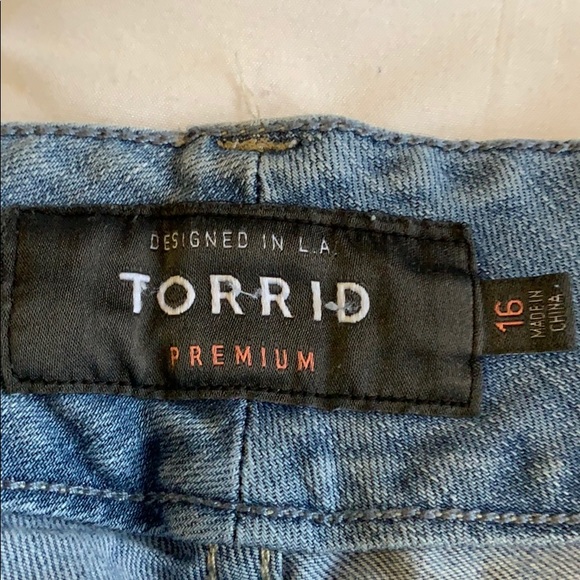 DESIGNED IN L.A.
TORRID
PREMIUM
16
MADE IN
CHINA